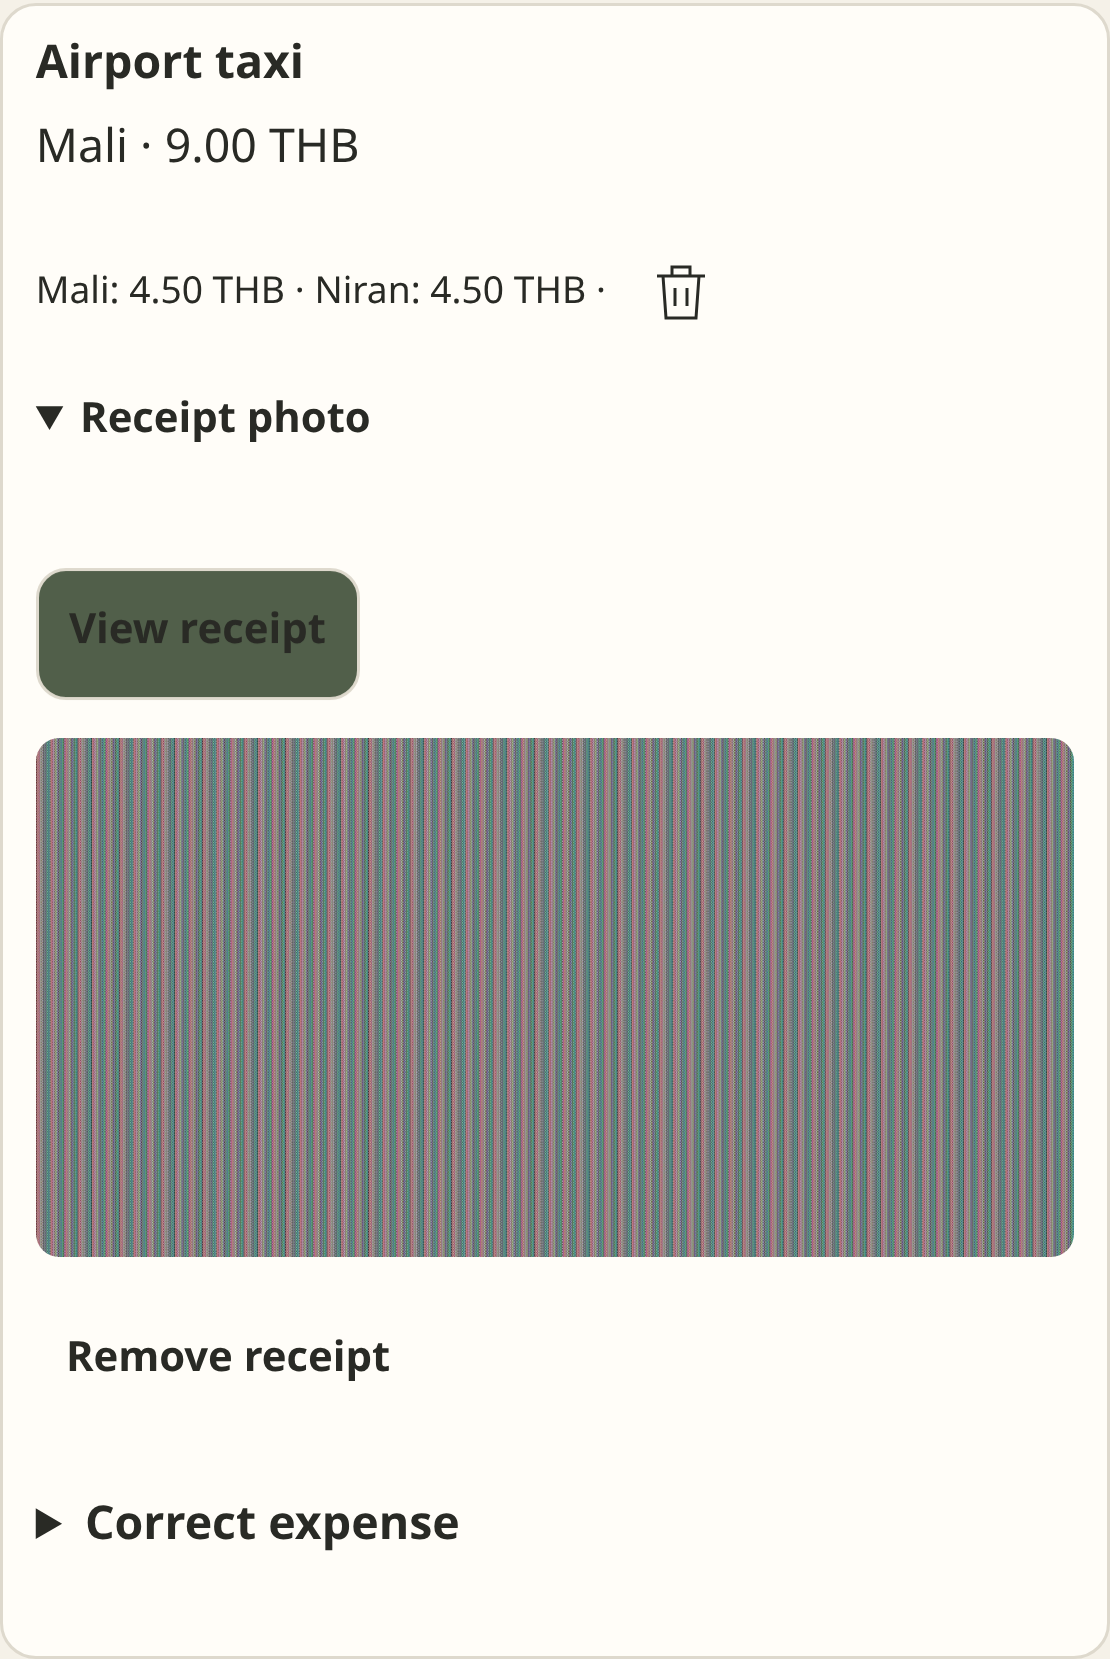 Airport taxi
Mali · 9.00 THB
Mali: 4.50 THB · Niran: 4.50 THB ·
Receipt photo
View receipt
Remove receipt
Correct expense